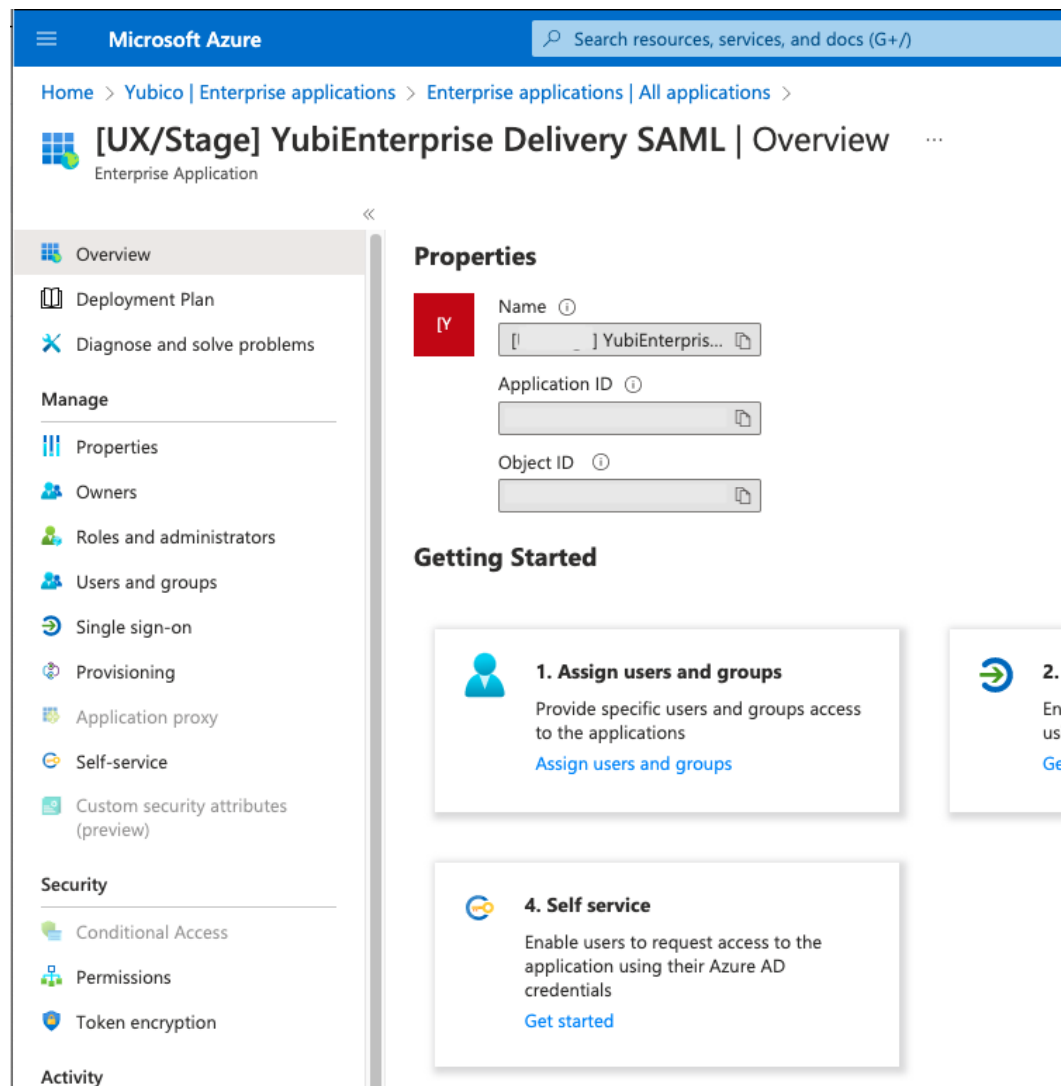 Microsoft Azure
Search resources, services, and docs (G+/)
Home > Yubico | Enterprise applications > Enterprise applications | All applications >
[UX/Stage] YubiEnterprise Delivery SAML | Overview ...
Enterprise Application
«
Overview
Deployment Plan
Diagnose and solve problems
Manage
Properties
Owners
Roles and administrators
Users and groups
Single sign-on
Provisioning
Application proxy
Self-service
Custom security attributes
(preview)
Security
Conditional Access
Permissions
Token encryption
Activity
Properties
[Y
Name
] YubiEnterpris...
Application ID
Object ID
Getting Started
1. Assign users and groups
Provide specific users and groups access
to the applications
Assign users and groups
2.
4. Self service
Enable users to request access to the
application using their Azure AD
credentials
Get started